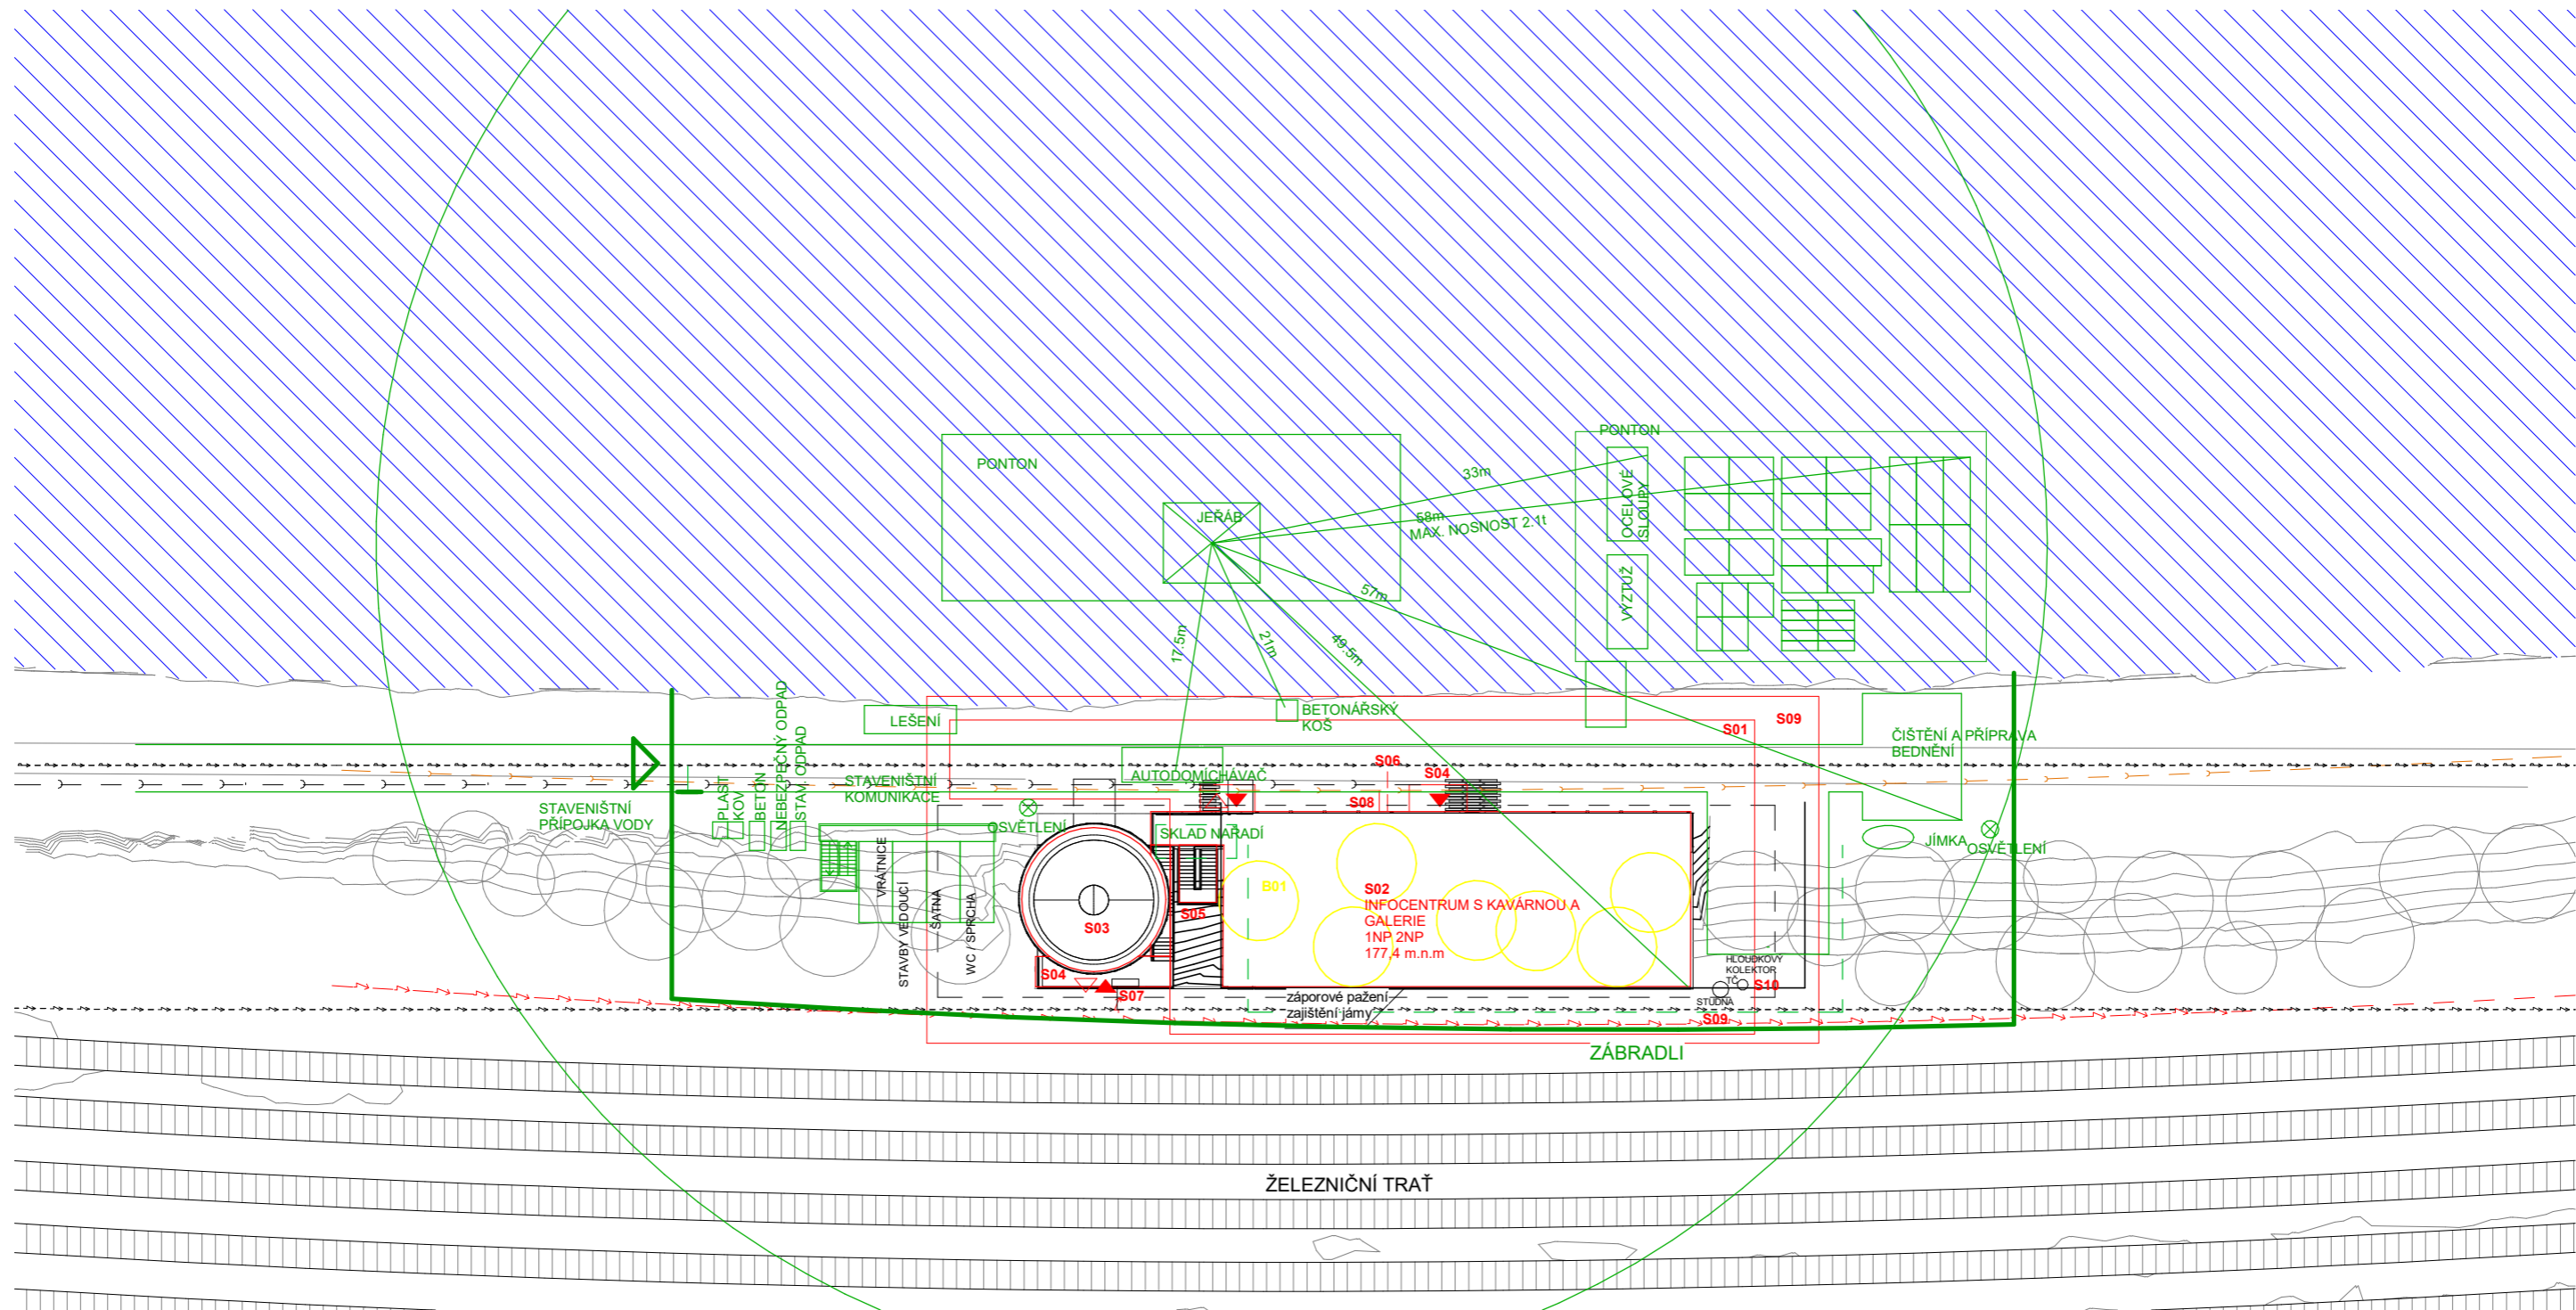 PONTON
PONTON
JEŘÁB
33m
58m
MAX. NOSNOST 2.1t
OCELOVÉ
SLOUPY
VÝZTUŽ
57m
17.5m
21m
49.5m
LEŠENÍ
BETONÁŘSKÝ
KOŠ
S01
S09
ČIŠTĚNÍ A PŘÍPRAVA
BEDNĚNÍ
S06
S04
AUTODOMÍCHÁVAČ
S08
STAVENIŠTNÍ
KOMUNIKACE
STAVENIŠTNÍ
PŘÍPOJKA VODY
PLAST
KOV
BETON
NEBEZPEČNÝ ODPAD
STAV. ODPAD
OSVĚTLENÍ
SKLAD NAŘADÍ
JÍMKA
OSVĚTLENÍ
VRÁTNICE
STAVBY VEDOUCÍ
ŠATNA
WC / SPRCHA
B01
S02
INFOCENTRUM S KAVÁRNOU A
GALERIE
1NP 2NP
177,4 m.n.m
S05
S03
S04
S07
HLOUBKOVÝ
KOLEKTOR
TČ
S10
STUDNA
S09
záporové pažení
zajištění jámy
ZÁBRADLI
ŽELEZNIČNÍ TRAŤ